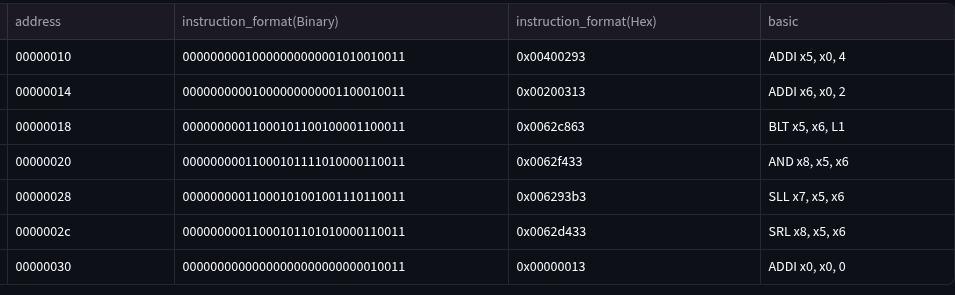 address instruction_format(Binary) instruction_format(Hex) basic
00000010 00000000010000000000001010010011 0x00400293 ADDI x5, x0, 4
00000014 00000000001000000000001100010011 0x00200313 ADDI x6, x0, 2
00000018 00000000011000101100100001100011 0x0062c863 BLT x5, x6, L1
00000020 00000000011000101111010000110011 0x0062f433 AND x8, x5, x6
00000028 00000000011000101001001110110011 0x006293b3 SLL x7, x5, x6
0000002c 00000000011000101101010000110011 0x0062d433 SRL x8, x5, x6
00000030 00000000000000000000000000010011 0x00000013 ADDI x0, x0, 0